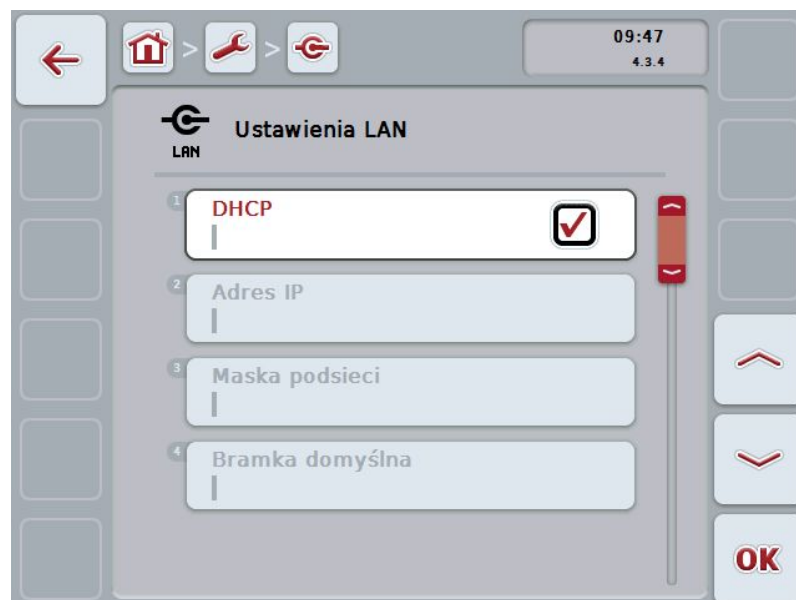 09:47
4.3.4
LAN
Ustawienia LAN
1
DHCP
2
Adres IP
3
Maska podsieci
4
Bramka domyślna
OK